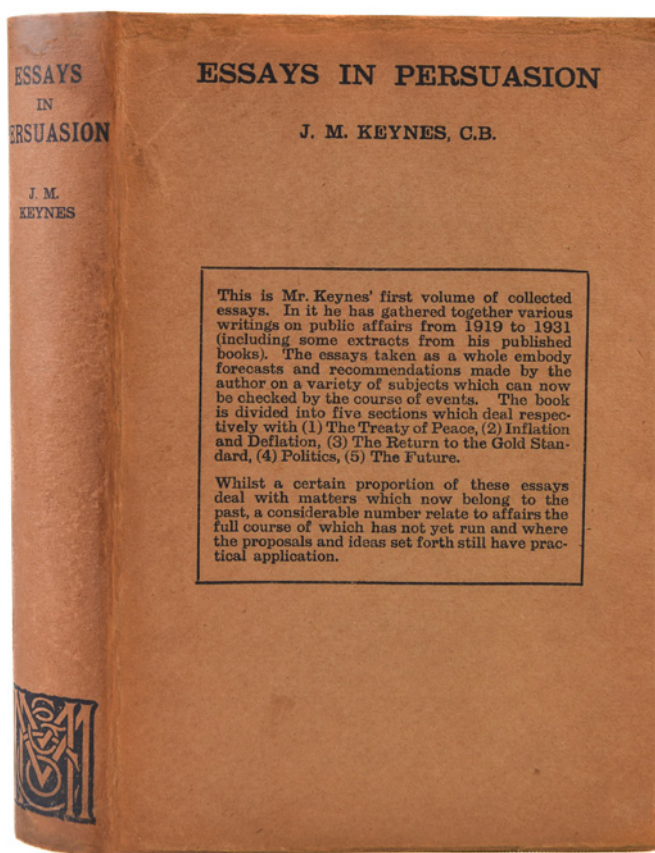 ESSAYS
IN
PERSUASION
J. M.
KEYNES
ESSAYS IN PERSUASION
J. M. KEYNES, C.B.
This is Mr. Keynes' first volume of collected
essays. In it he has gathered together various
writings on public affairs from 1919 to 1931
(including some extracts from his published
books). The essays taken as a whole embody
forecasts and recommendations made by the
author on a variety of subjects which can now
be checked by the course of events. The book
is divided into five sections which deal respec-
tively with (1) The Treaty of Peace, (2) Inflation
and Deflation, (3) The Return to the Gold Stan-
dard, (4) Politics, (5) The Future.
Whilst a certain proportion of these essays
deal with matters which now belong to the
past, a considerable number relate to affairs the
full course of which has not yet run and where
the proposals and ideas set forth still have prac-
tical application.